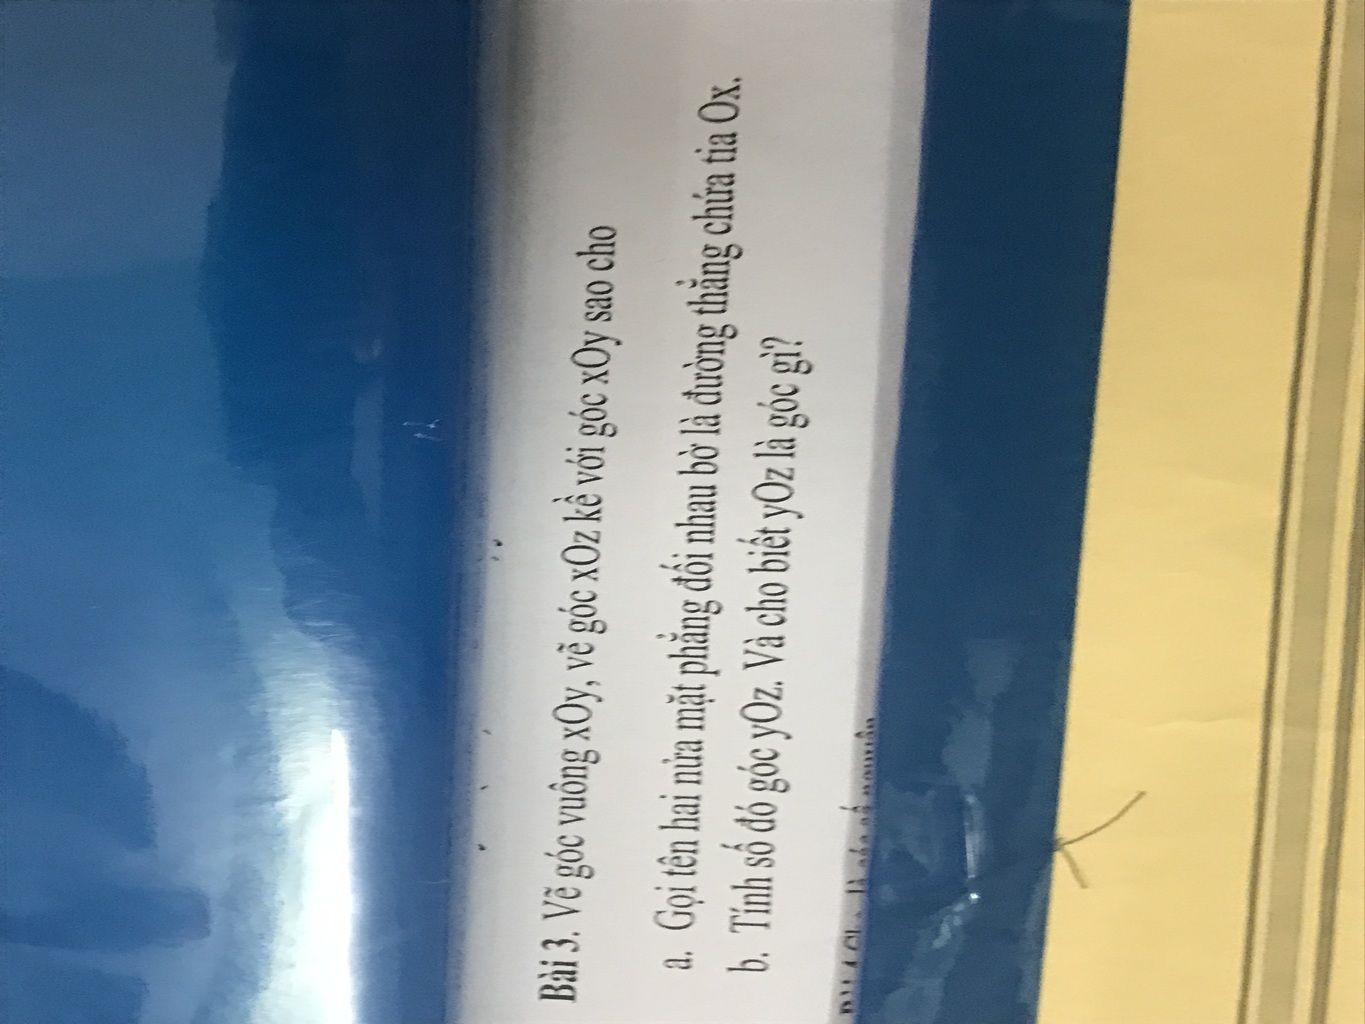 Bài 3. Vẽ góc vuông xOy, vẽ góc xOz kề với góc xOy sao cho
a. Gọi tên hai nửa mặt phẳng đối nhau bờ là đường thẳng chứa tia Ox.
b. Tính số đó góc yOz. Và cho biết yOz là góc gì?